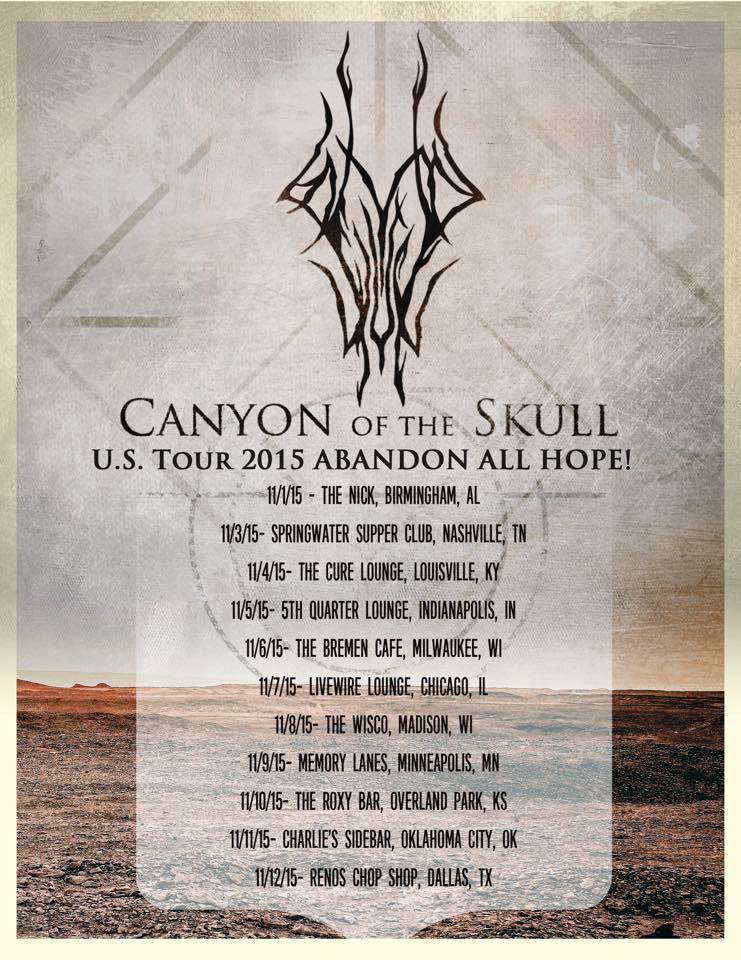 CANYON OF THE SKULL
U.S. TOUR 2015 ABANDON ALL HOPE!
11/1/15 - THE NICK, BIRMINGHAM, AL
11/3/15- SPRINGWATER SUPPER CLUB, NASHVILLE, TN
11/4/15- THE CURE LOUNGE, LOUISVILLE, KY
11/5/15- 5TH QUARTER LOUNGE, INDIANAPOLIS, IN
11/6/15- THE BREMEN CAFE, MILWAUKEE, WI
11/7/15- LIVEWIRE LOUNGE, CHICAGO, IL
11/8/15- THE WISCO, MADISON, WI
11/9/15- MEMORY LANES, MINNEAPOLIS, MN
11/10/15- THE ROXY BAR, OVERLAND PARK, KS
11/11/15- CHARLIE'S SIDEBAR, OKLAHOMA CITY, OK
11/12/15- RENOS CHOP SHOP, DALLAS, TX